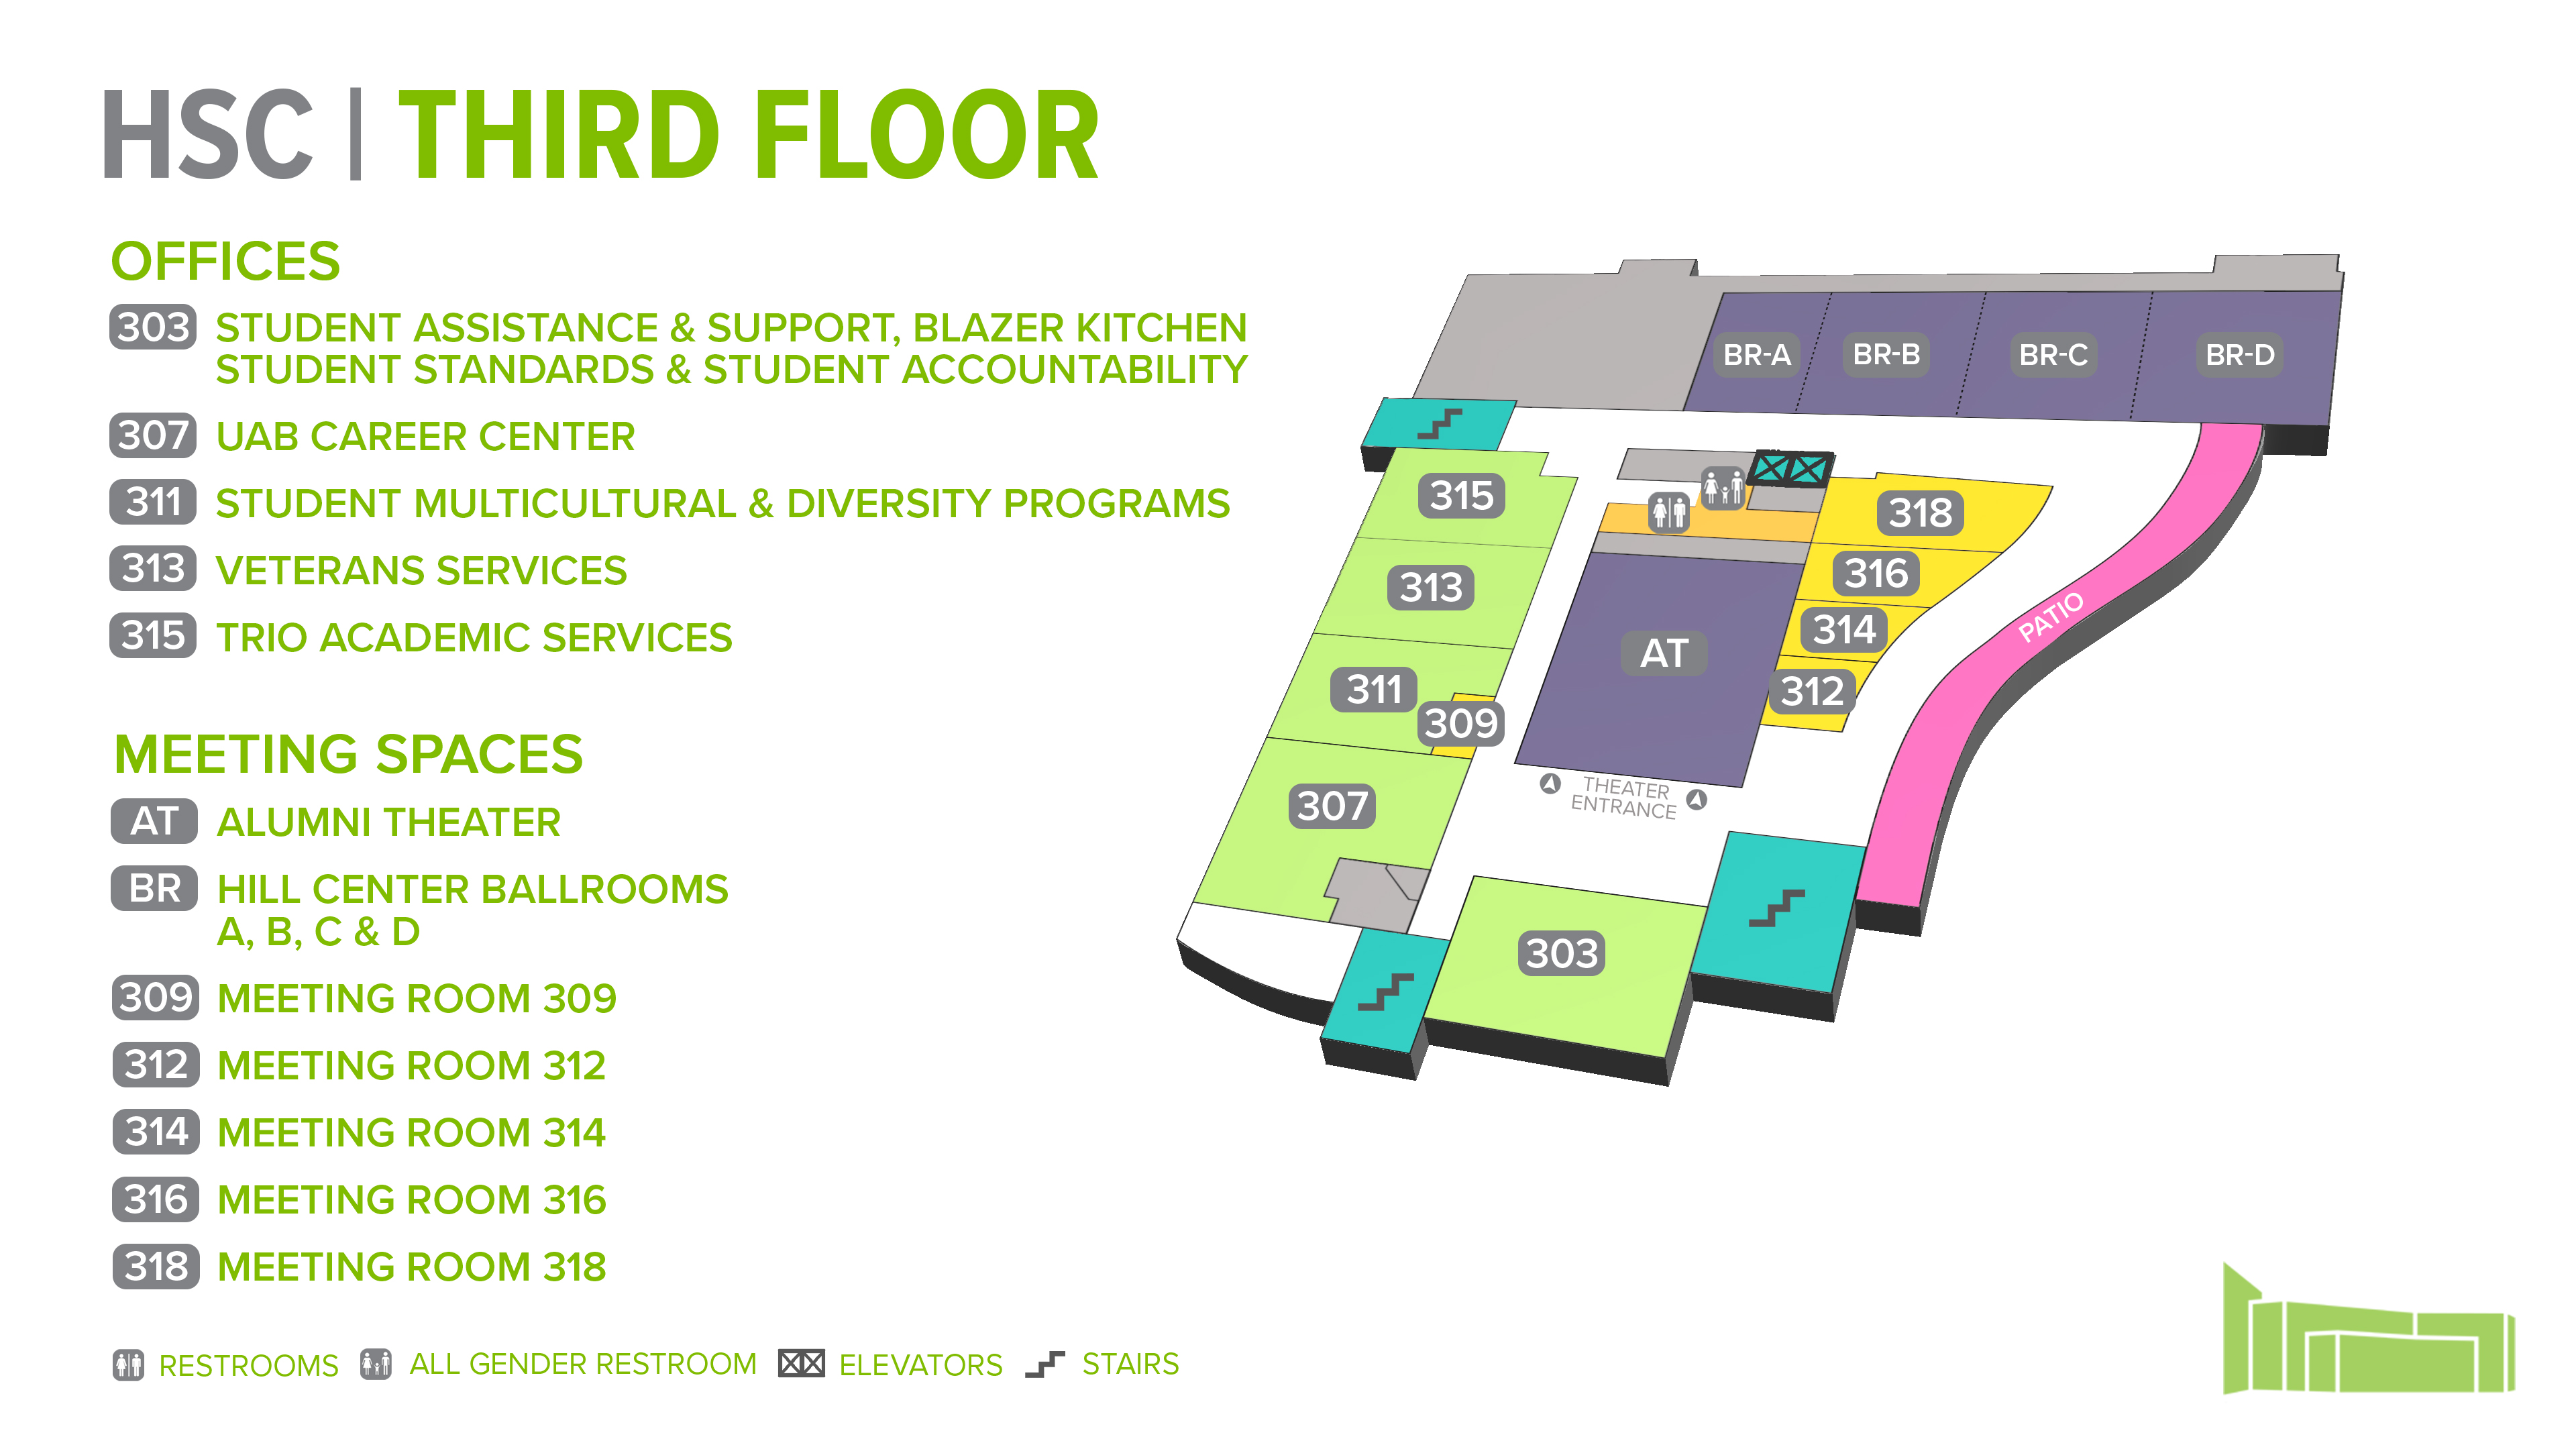 HSC | THIRD FLOOR
OFFICES
303 STUDENT ASSISTANCE & SUPPORT, BLAZER KITCHEN
STUDENT STANDARDS & STUDENT ACCOUNTABILITY
307 UAB CAREER CENTER
311 STUDENT MULTICULTURAL & DIVERSITY PROGRAMS
313 VETERANS SERVICES
315 TRIO ACADEMIC SERVICES
MEETING SPACES
AT ALUMNI THEATER
BR HILL CENTER BALLROOMS
A, B, C & D
309 MEETING ROOM 309
312 MEETING ROOM 312
314 MEETING ROOM 314
316 MEETING ROOM 316
318 MEETING ROOM 318
RESTROOMS ALL GENDER RESTROOM ELEVATORS STAIRS
BR-A BR-B BR-C BR-D
315
318
313
316
314
AT
PATIO
311
312
309
307
THEATER
ENTRANCE
303